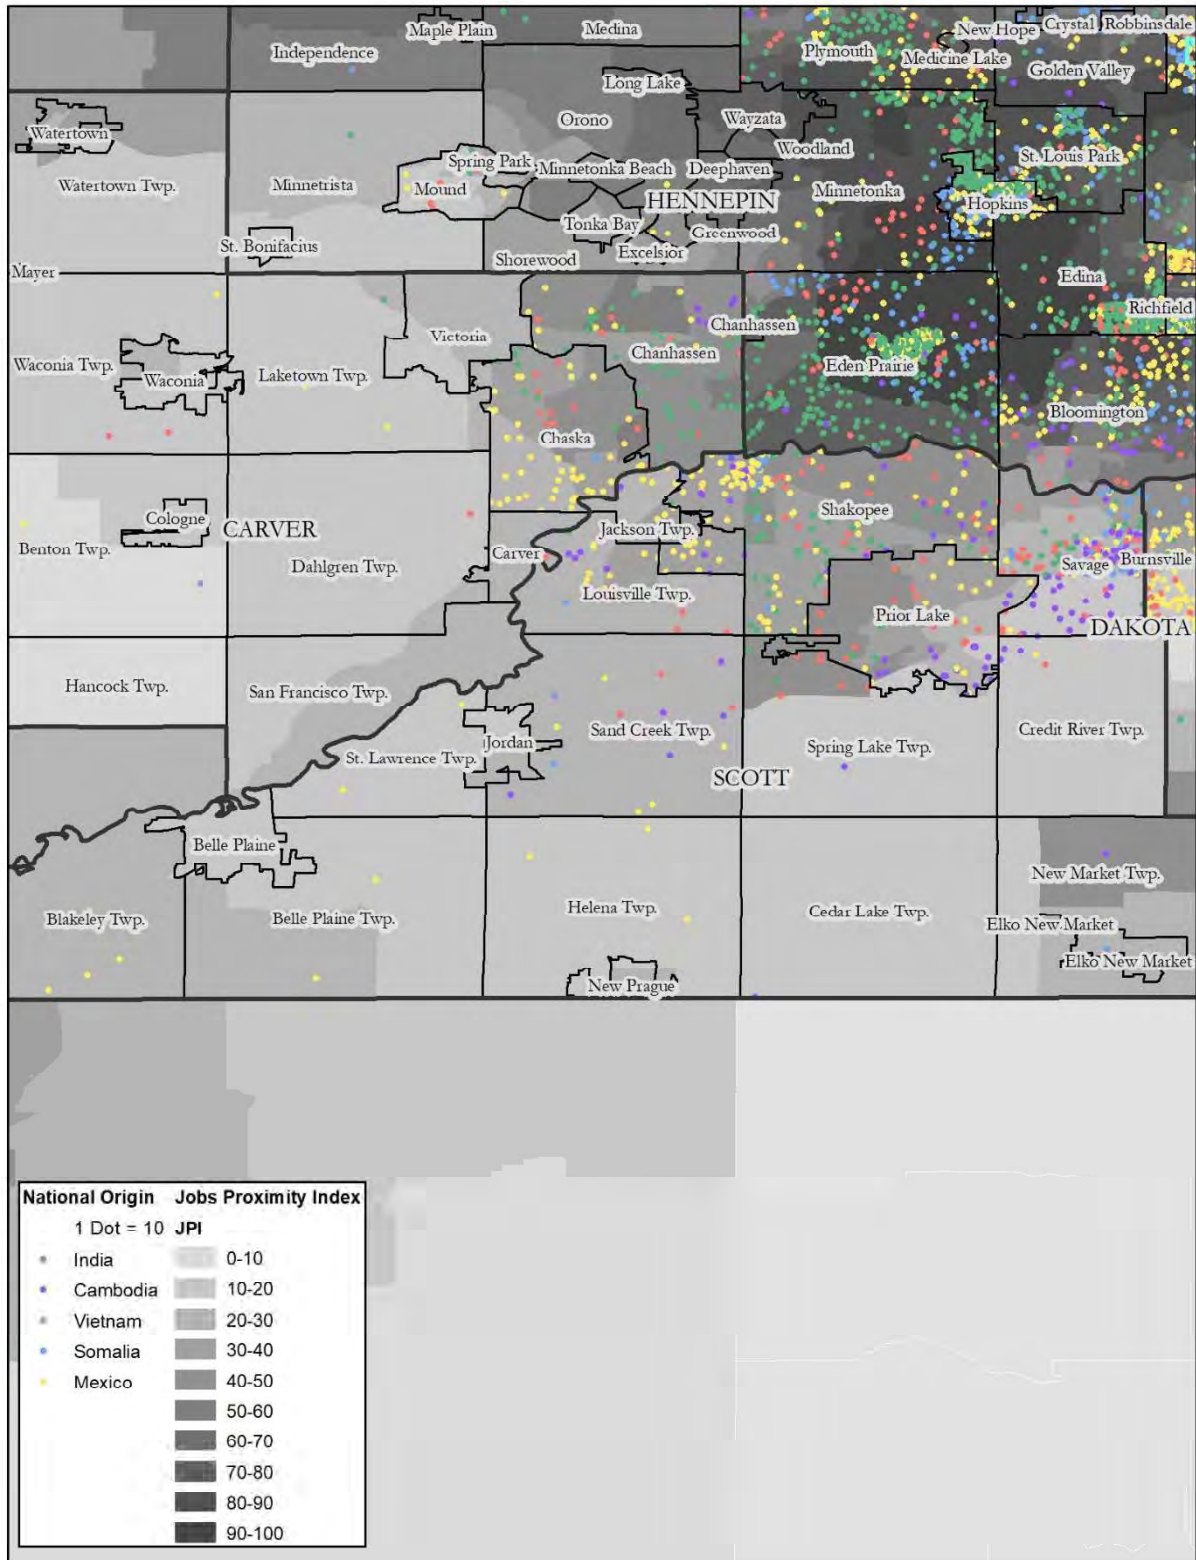 Maple Plain
Medina
Independence
New Hope
Crystal
Robbinsdale
Plymouth
Medicine Lake
Golden Valley
Long Lake
Watertown
Orono
Wayzata
Woodland
St. Louis Park
Watertown Twp.
Minnetrista
Spring Park
Mound
Minnetonka Beach
Deephaven
Minnetonka
HENNEPIN
Hopkins
Tonka Bay
Greenwood
St. Bonifacius
Excelsior
Shorewood
Mayer
Edina
Richfield
Victoria
Chanhassen
Chanhassen
Waconia Twp.
Waconia
Laketown Twp.
Eden Prairie
Chaska
Bloomington
Cologne
CARVER
Benton Twp.
Dahlgren Twp.
Carver
Jackson Twp.
Shakopee
Louisville Twp.
Savage
Burnsville
Prior Lake
DAKOTA
Hancock Twp.
San Francisco Twp.
Jordan
Sand Creek Twp.
St. Lawrence Twp.
Spring Lake Twp.
Credit River Twp.
SCOTT
Belle Plaine
New Market Twp.
Blakeley Twp.
Belle Plaine Twp.
Helena Twp.
Cedar Lake Twp.
Elko New Market
Elko New Market
New Prague
National Origin Jobs Proximity Index
1 Dot = 10 JPI
India 0-10
Cambodia 10-20
Vietnam 20-30
Somalia 30-40
Mexico 40-50
50-60
60-70
70-80
80-90
90-100